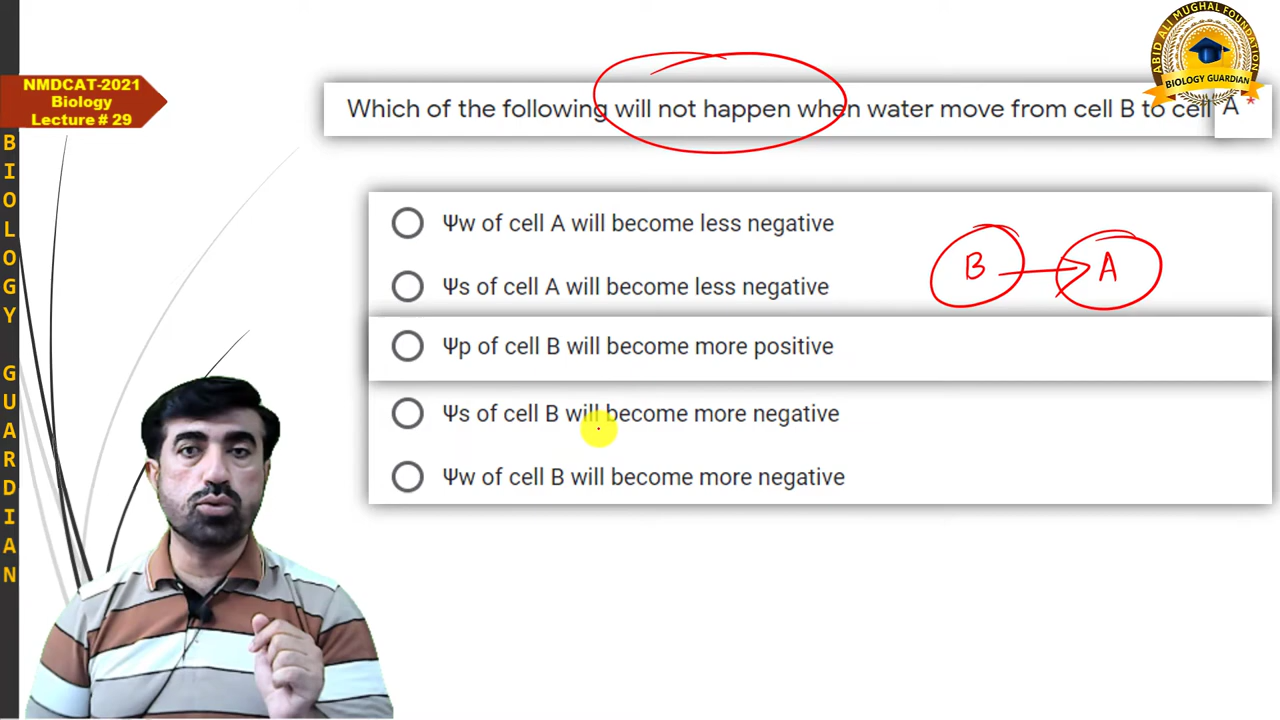 NMDCAT-2021
Biology
Lecture # 29
BIOLOGY GUARDIAN
ABID ALI MUGHAL FOUNDATION
BIOLOGY GUARDIAN
Which of the following will not happen when water move from cell B to cell A *
Ψw of cell A will become less negative
Ψs of cell A will become less negative
B A
Ψp of cell B will become more positive
Ψs of cell B will become more negative
Ψw of cell B will become more negative